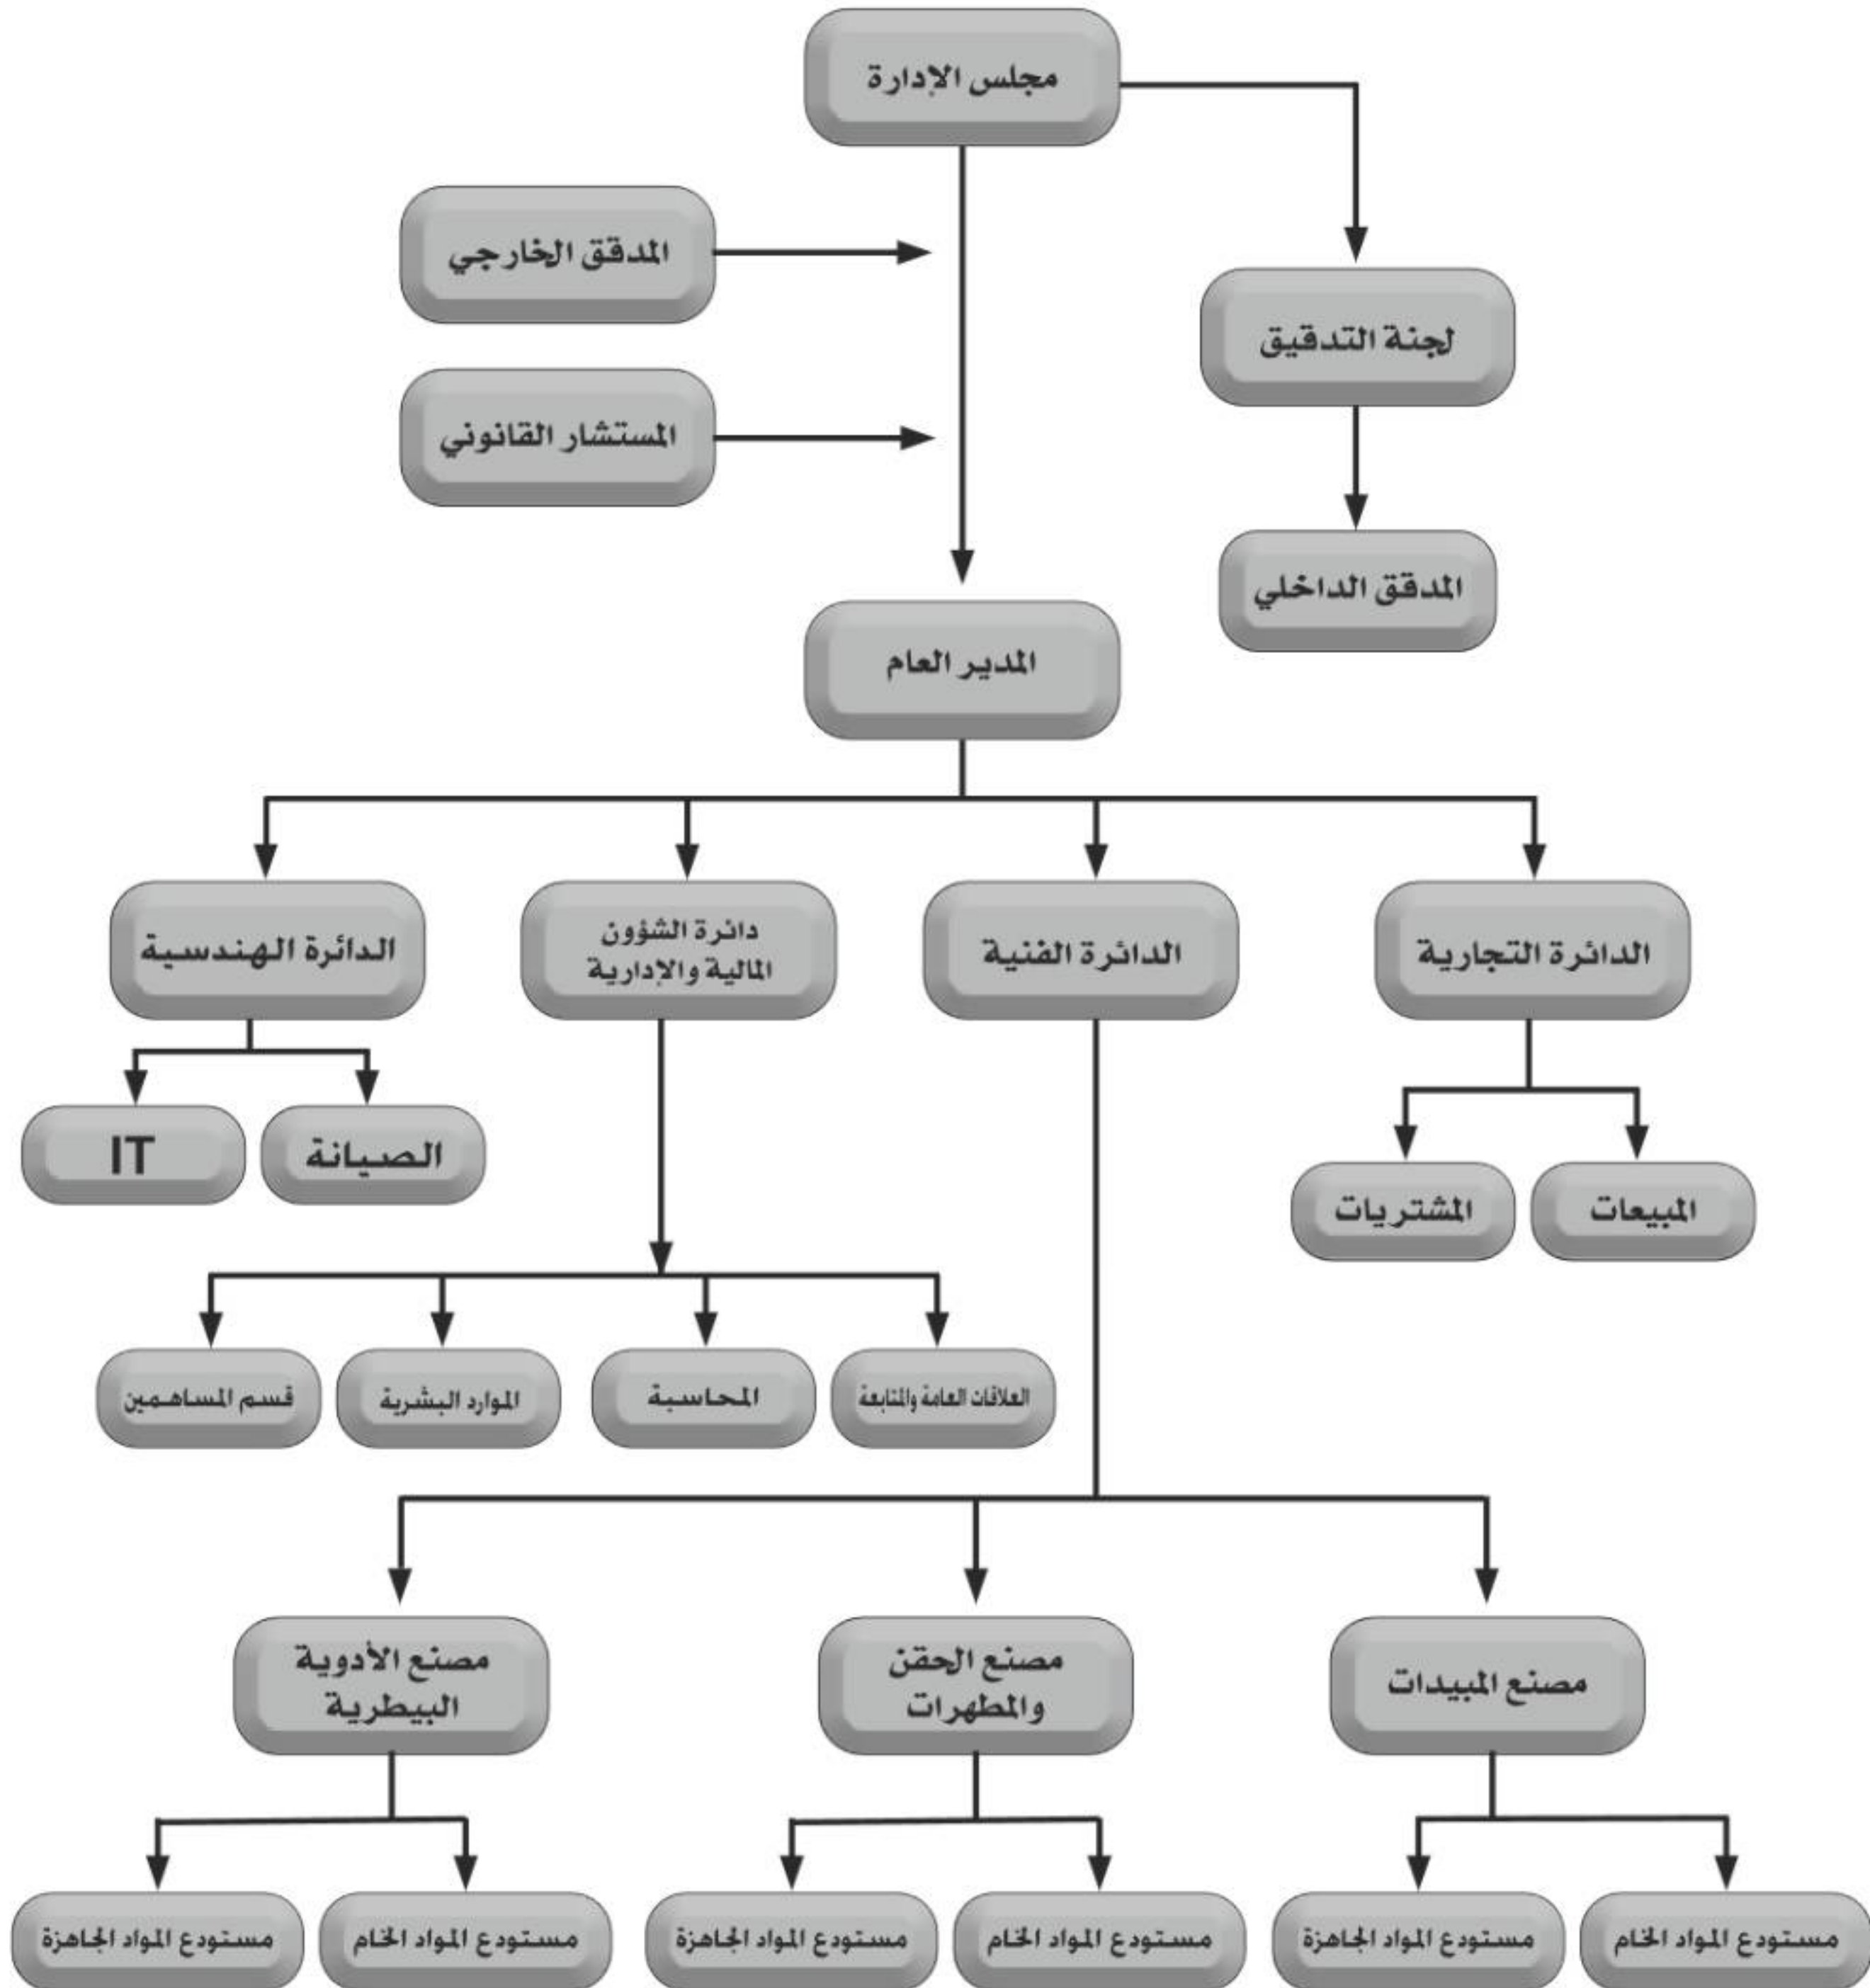 مجلس الإدارة
المدقق الخارجي
لجنة التدقيق
المستشار القانوني
المدقق الداخلي
المدير العام
الدائرة التجارية
الدائرة الفنية
دائرة الشؤون
المالية والإدارية
الدائرة الهندسية
المبيعات
المشتريات
الصيانة
IT
العلاقات العامة والمتابعة
المحاسبة
الموارد البشرية
قسم المساهمين
مصنع المبيدات
مصنع الحقن
والمطهرات
مصنع الأدوية
البيطرية
مستودع المواد الخام
مستودع المواد الجاهزة
مستودع المواد الخام
مستودع المواد الجاهزة
مستودع المواد الخام
مستودع المواد الجاهزة